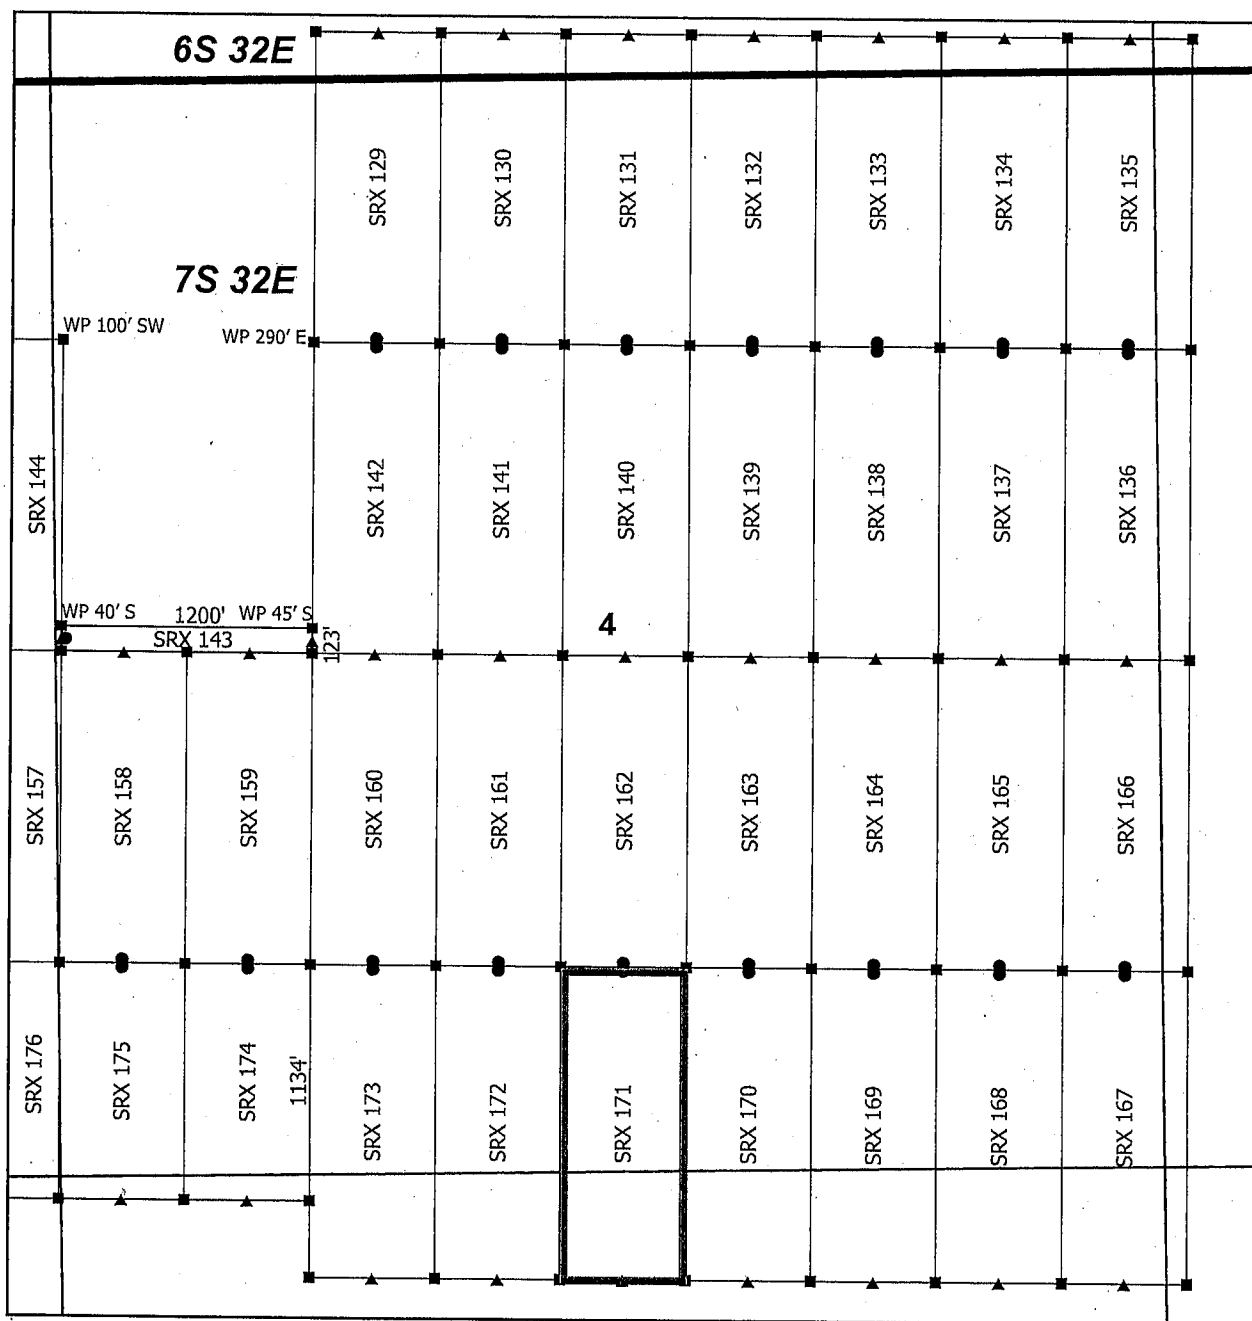 6S 32E
SRX 129
SRX 130
SRX 131
SRX 132
SRX 133
SRX 134
SRX 135
7S 32E
WP 100' SW
WP 290' E
SRX 144
SRX 142
SRX 141
SRX 140
SRX 139
SRX 138
SRX 137
SRX 136
WP 40' S
1200'
WP 45' S
SRX 143
123'
4
SRX 157
SRX 158
SRX 159
SRX 160
SRX 161
SRX 162
SRX 163
SRX 164
SRX 165
SRX 166
SRX 176
SRX 175
SRX 174
1134'
SRX 173
SRX 172
SRX 171
SRX 170
SRX 169
SRX 168
SRX 167